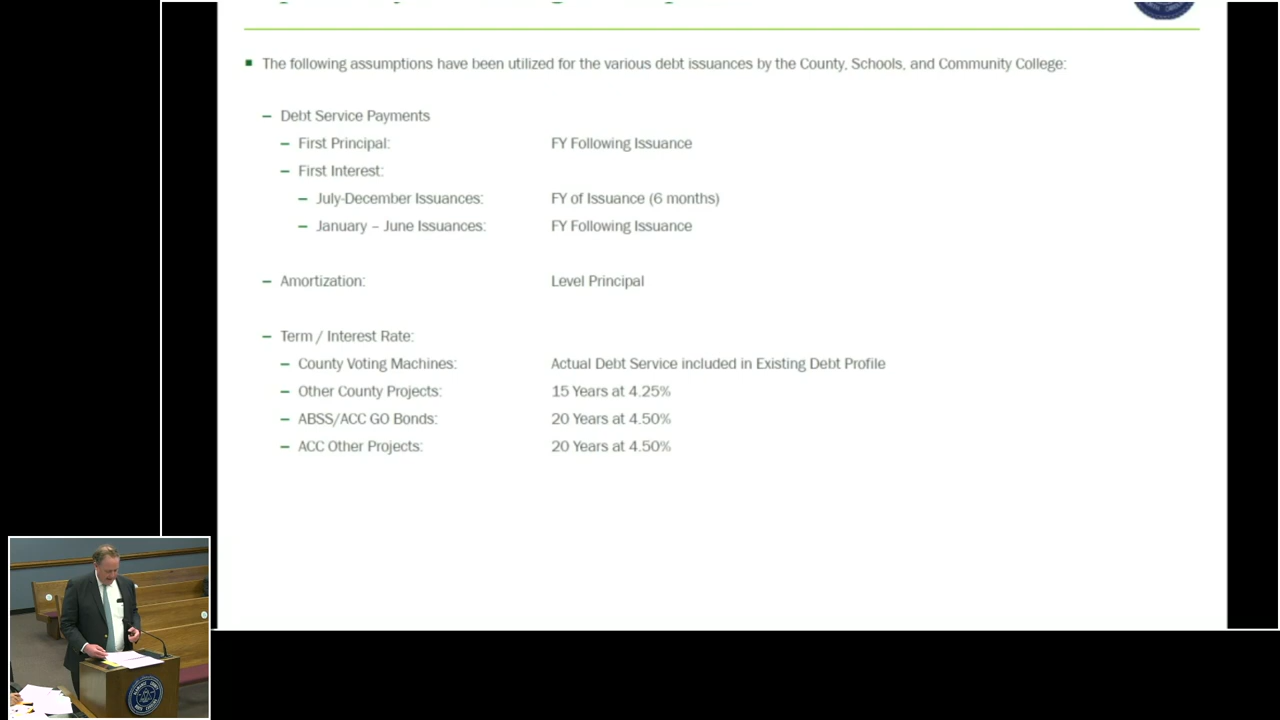 ■ The following assumptions have been utilized for the various debt issuances by the County, Schools, and Community College:
– Debt Service Payments
– First Principal: FY Following Issuance
– First Interest:
– July-December Issuances: FY of Issuance (6 months)
– January – June Issuances: FY Following Issuance
– Amortization: Level Principal
– Term / Interest Rate:
– County Voting Machines: Actual Debt Service included in Existing Debt Profile
– Other County Projects: 15 Years at 4.25%
– ABSS/ACC GO Bonds: 20 Years at 4.50%
– ACC Other Projects: 20 Years at 4.50%